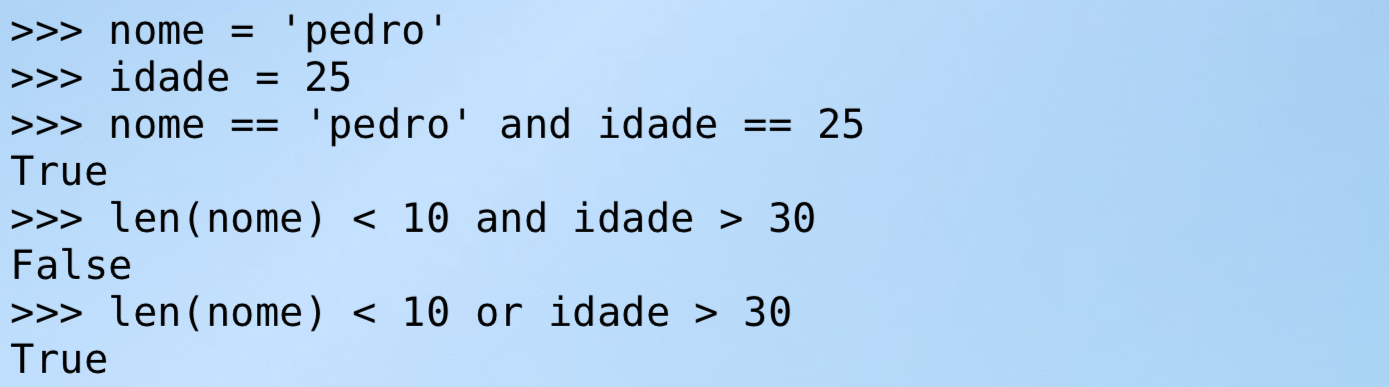 >>> nome = 'pedro'
>>> idade = 25
>>> nome == 'pedro' and idade == 25
True
>>> len(nome) < 10 and idade > 30
False
>>> len(nome) < 10 or idade > 30
True